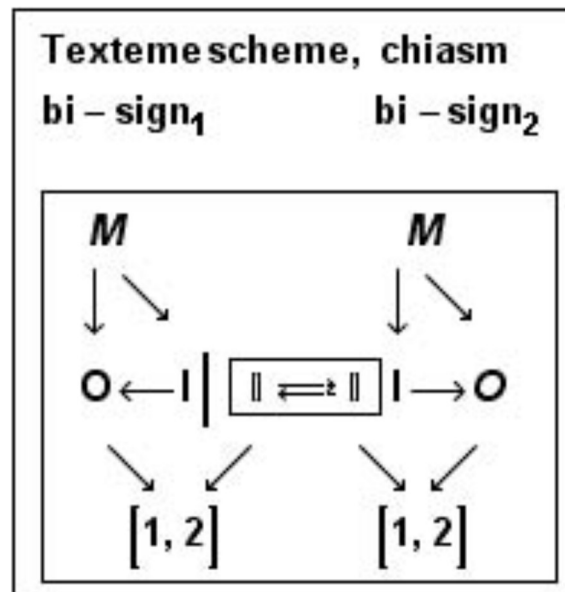 Texteme scheme, chiasm
bi – sign₁ bi – sign₂
M M
O ← I | 𝕀 ⇌ 𝕀 I → O
[1, 2] [1, 2]